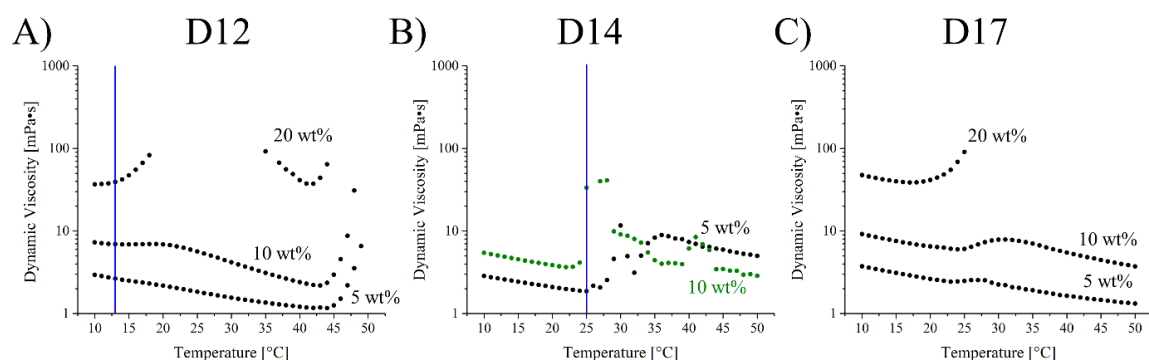 A) D12
B) D14
C) D17
Dynamic Viscosity [mPa•s]
1000
100
10
1
20 wt%
10 wt%
5 wt%
10 15 20 25 30 35 40 45 50
Temperature [°C]
Dynamic Viscosity [mPa•s]
1000
100
10
1
5 wt%
10 wt%
10 15 20 25 30 35 40 45 50
Temperature [°C]
Dynamic Viscosity [mPa•s]
1000
100
10
1
20 wt%
10 wt%
5 wt%
10 15 20 25 30 35 40 45 50
Temperature [°C]